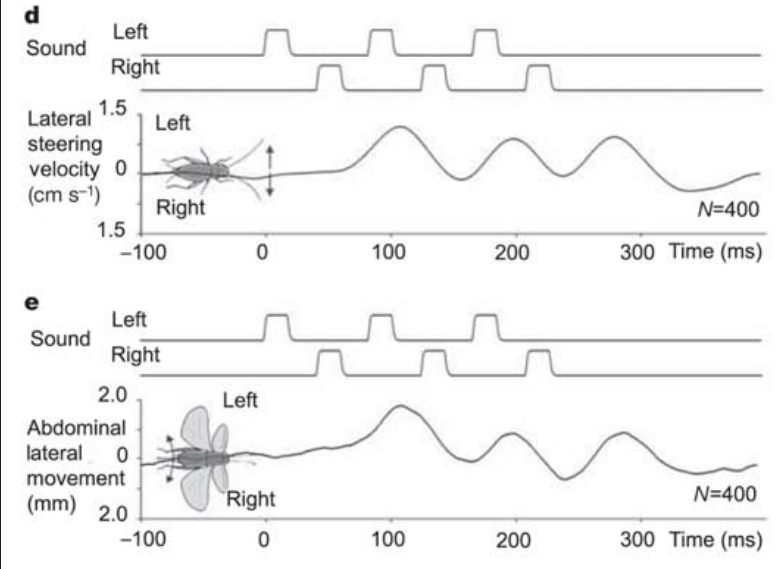 d
Sound
Left
Right
Lateral
steering
velocity
(cm s⁻¹)
1.5
0
1.5
Left
Right
N=400
–100 0 100 200 300 Time (ms)
e
Sound
Left
Right
Abdominal
lateral
movement
(mm)
2.0
0
2.0
Left
Right
N=400
–100 0 100 200 300 Time (ms)